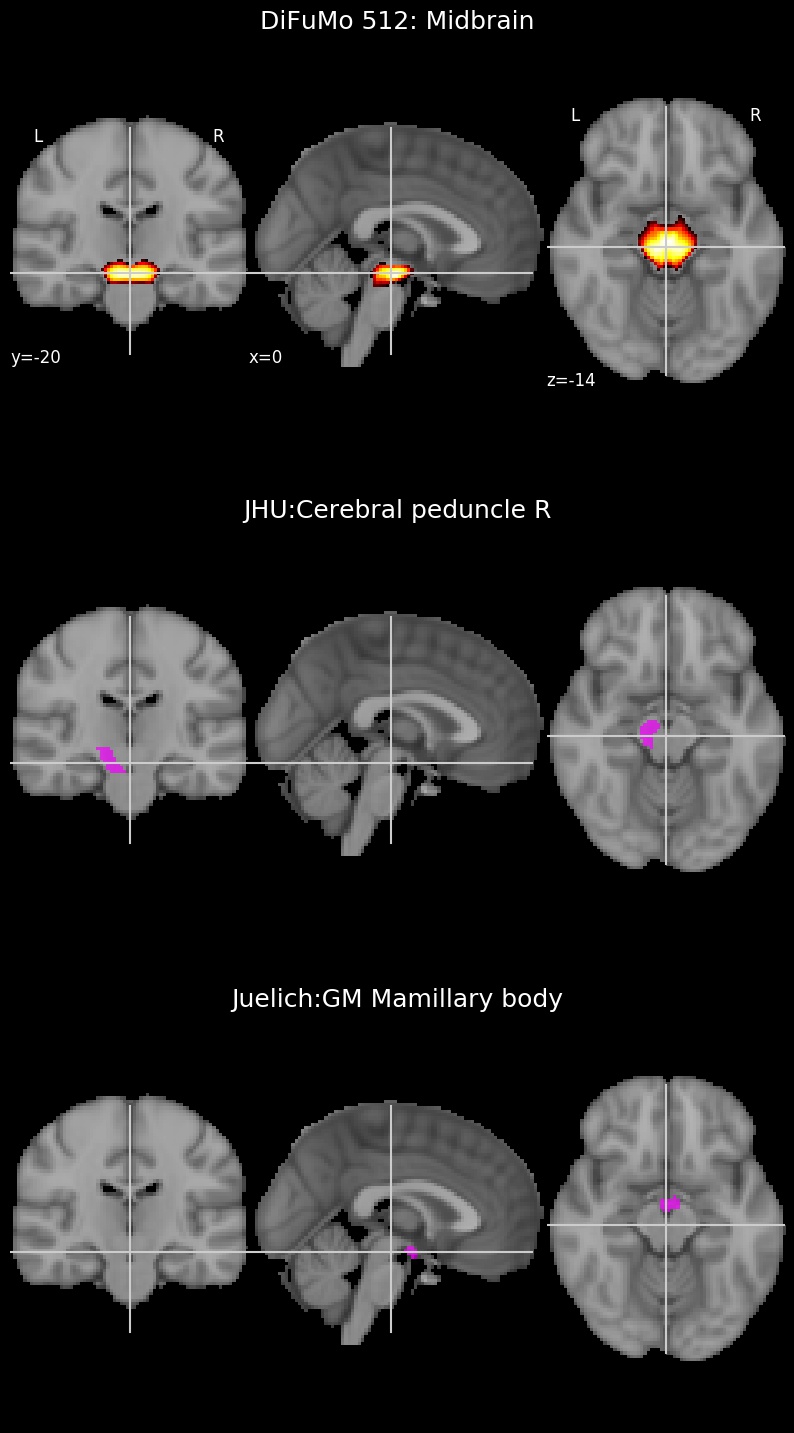 DiFuMo 512: Midbrain
L R L R
y=-20 x=0 z=-14
JHU:Cerebral peduncle R
Juelich:GM Mamillary body